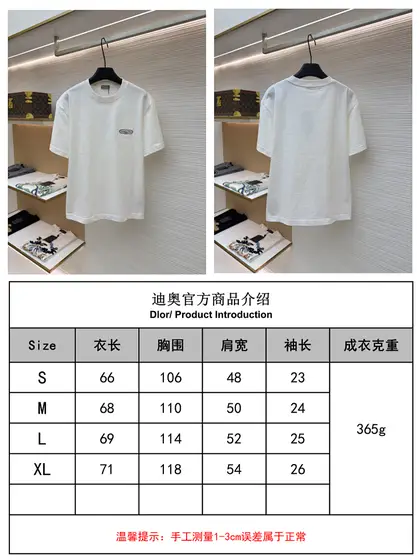 迪奥官方商品介绍
DIor/ Product Introduction
Size 衣长 胸围 肩宽 袖长 成衣克重
S 66 106 48 23
M 68 110 50 24
L 69 114 52 25
XL 71 118 54 26
365g
温馨提示：手工测量1-3cm误差属于正常